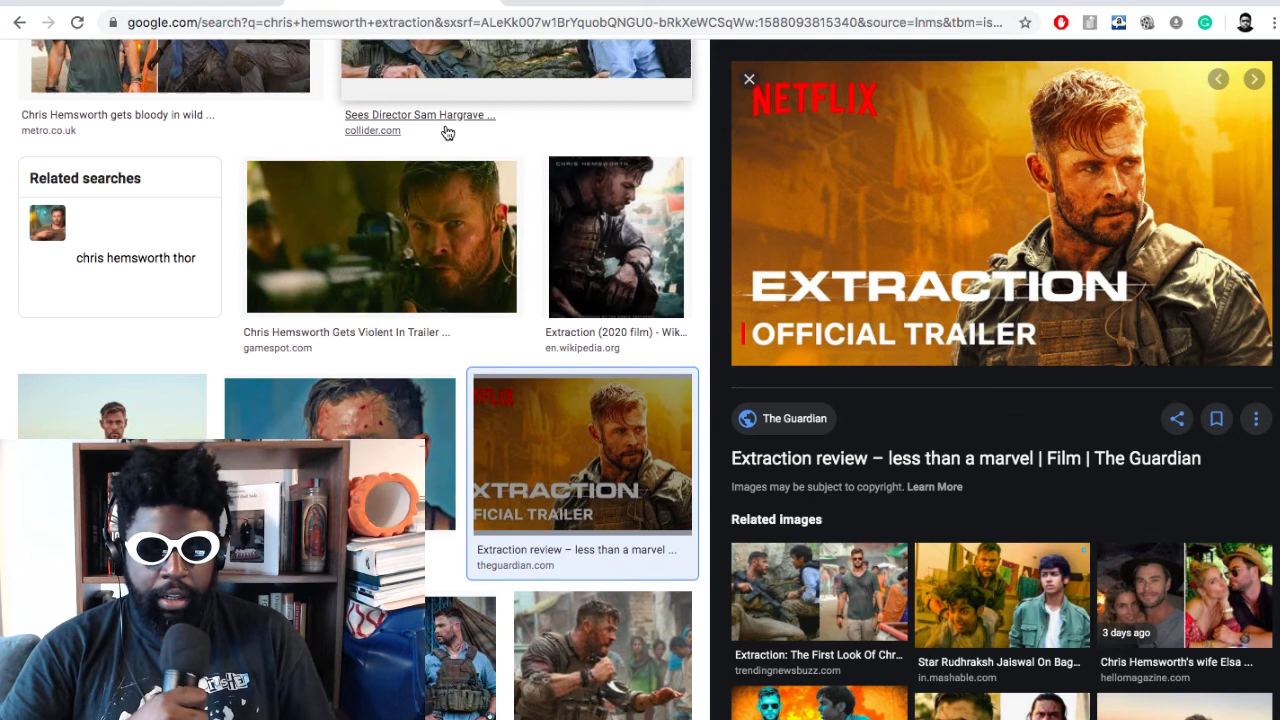 google.com/search?q=chris+hemsworth+extraction&sxsrf=ALeKk007w1BrYquobQNGU0-bRkXeWCSqWw:1588093815340&source=lnms&tbm=is...
Chris Hemsworth gets bloody in wild ...
metro.co.uk
Sees Director Sam Hargrave ...
collider.com
Related searches
chris hemsworth thor
Chris Hemsworth Gets Violent In Trailer ...
gamespot.com
CHRIS HEMSWORTH
Extraction (2020 film) - Wik...
en.wikipedia.org
XTRACTION
FICIAL TRAILER
Extraction review – less than a marvel ...
theguardian.com
NETFLIX
EXTRACTION
OFFICIAL TRAILER
The Guardian
Extraction review – less than a marvel | Film | The Guardian
Images may be subject to copyright. Learn More
Related Images
Extraction: The First Look Of Chr...
trendingnewsbuzz.com
Star Rudhraksh Jaiswal On Bag...
in.mashable.com
3 days ago
Chris Hemsworth's wife Elsa ...
hellomagazine.com